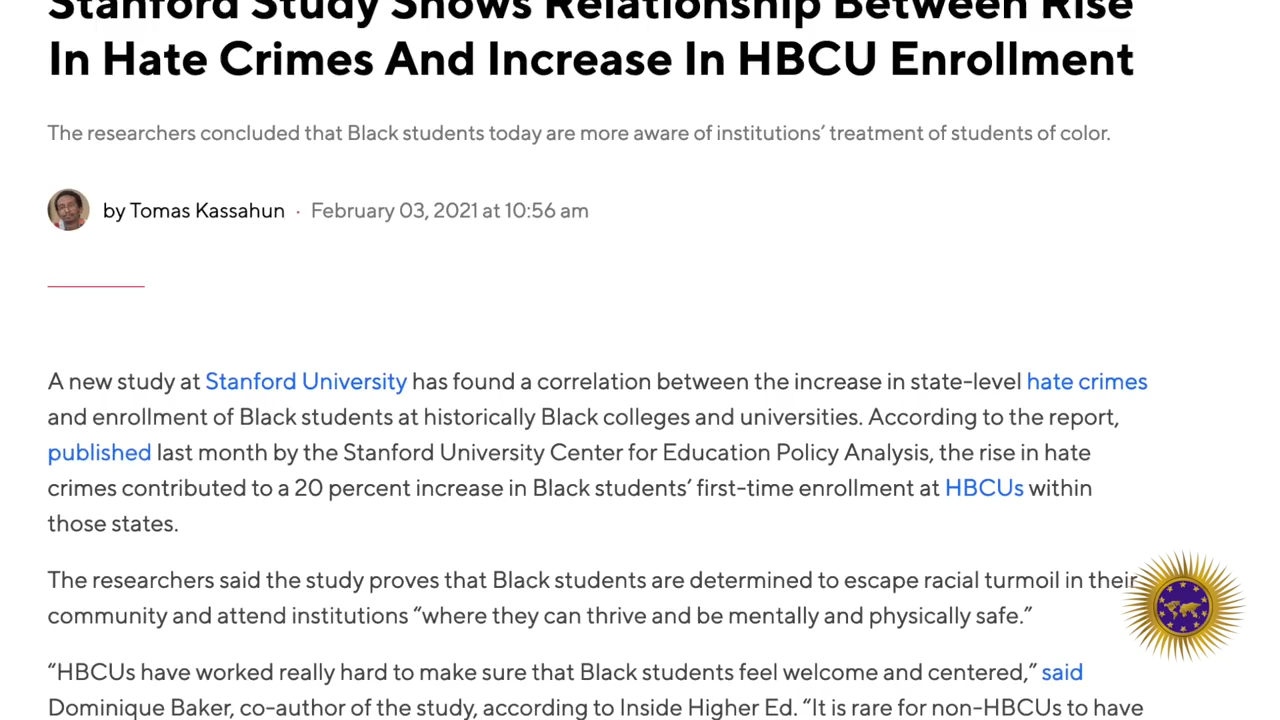 Stanford Study Shows Relationship Between Rise
In Hate Crimes And Increase In HBCU Enrollment
The researchers concluded that Black students today are more aware of institutions’ treatment of students of color.
by Tomas Kassahun · February 03, 2021 at 10:56 am
A new study at Stanford University has found a correlation between the increase in state-level hate crimes
and enrollment of Black students at historically Black colleges and universities. According to the report,
published last month by the Stanford University Center for Education Policy Analysis, the rise in hate
crimes contributed to a 20 percent increase in Black students’ first-time enrollment at HBCUs within
those states.
The researchers said the study proves that Black students are determined to escape racial turmoil in their
community and attend institutions “where they can thrive and be mentally and physically safe.”
“HBCUs have worked really hard to make sure that Black students feel welcome and centered,” said
Dominique Baker, co-author of the study, according to Inside Higher Ed. “It is rare for non-HBCUs to have